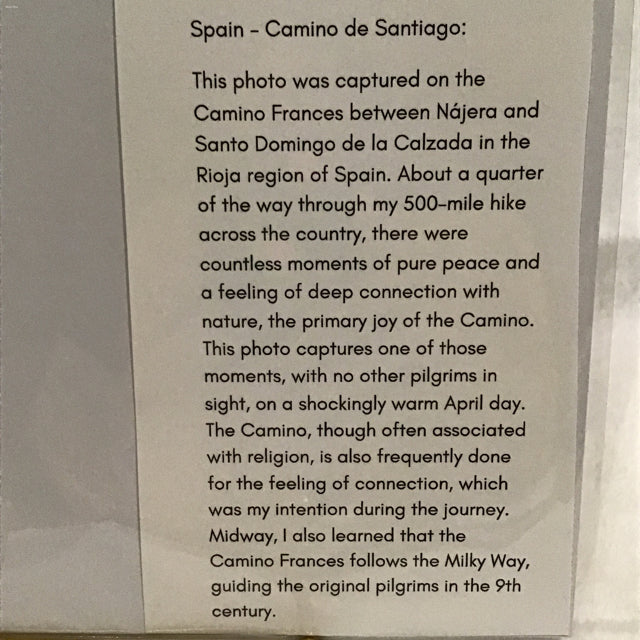 Spain - Camino de Santiago:
This photo was captured on the
Camino Frances between Nájera and
Santo Domingo de la Calzada in the
Rioja region of Spain. About a quarter
of the way through my 500-mile hike
across the country, there were
countless moments of pure peace and
a feeling of deep connection with
nature, the primary joy of the Camino.
This photo captures one of those
moments, with no other pilgrims in
sight, on a shockingly warm April day.
The Camino, though often associated
with religion, is also frequently done
for the feeling of connection, which
was my intention during the journey.
Midway, I also learned that the
Camino Frances follows the Milky Way,
guiding the original pilgrims in the 9th
century.